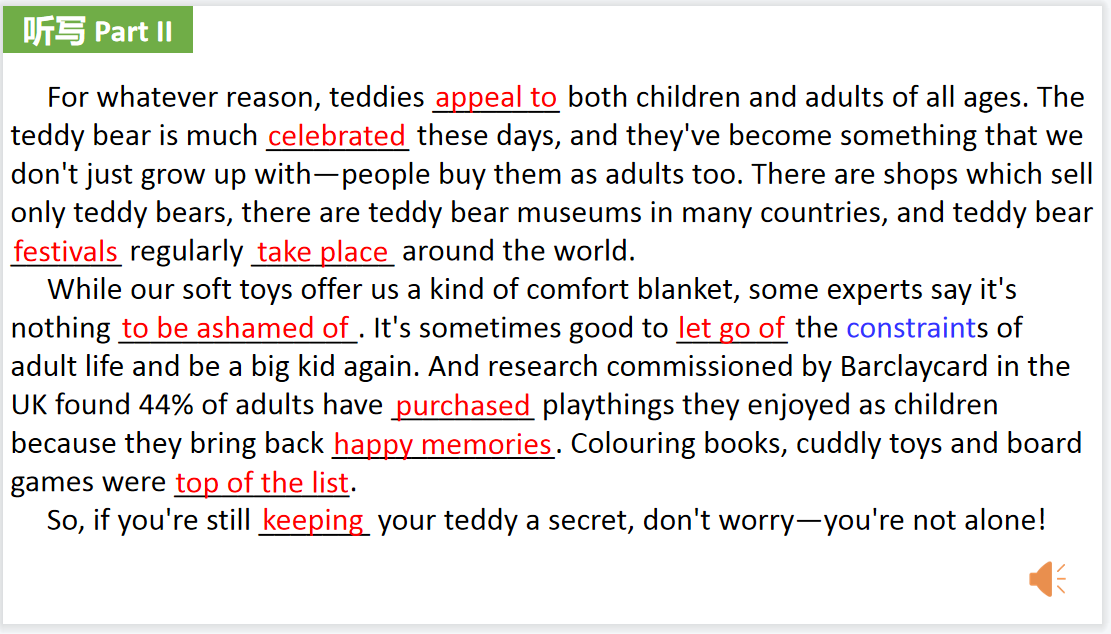 听写 Part II
For whatever reason, teddies appeal to both children and adults of all ages. The
teddy bear is much celebrated these days, and they've become something that we
don't just grow up with—people buy them as adults too. There are shops which sell
only teddy bears, there are teddy bear museums in many countries, and teddy bear
festivals regularly take place around the world.
While our soft toys offer us a kind of comfort blanket, some experts say it's
nothing to be ashamed of . It's sometimes good to let go of the constraints of
adult life and be a big kid again. And research commissioned by Barclaycard in the
UK found 44% of adults have purchased playthings they enjoyed as children
because they bring back happy memories. Colouring books, cuddly toys and board
games were top of the list.
So, if you're still keeping your teddy a secret, don't worry—you're not alone!